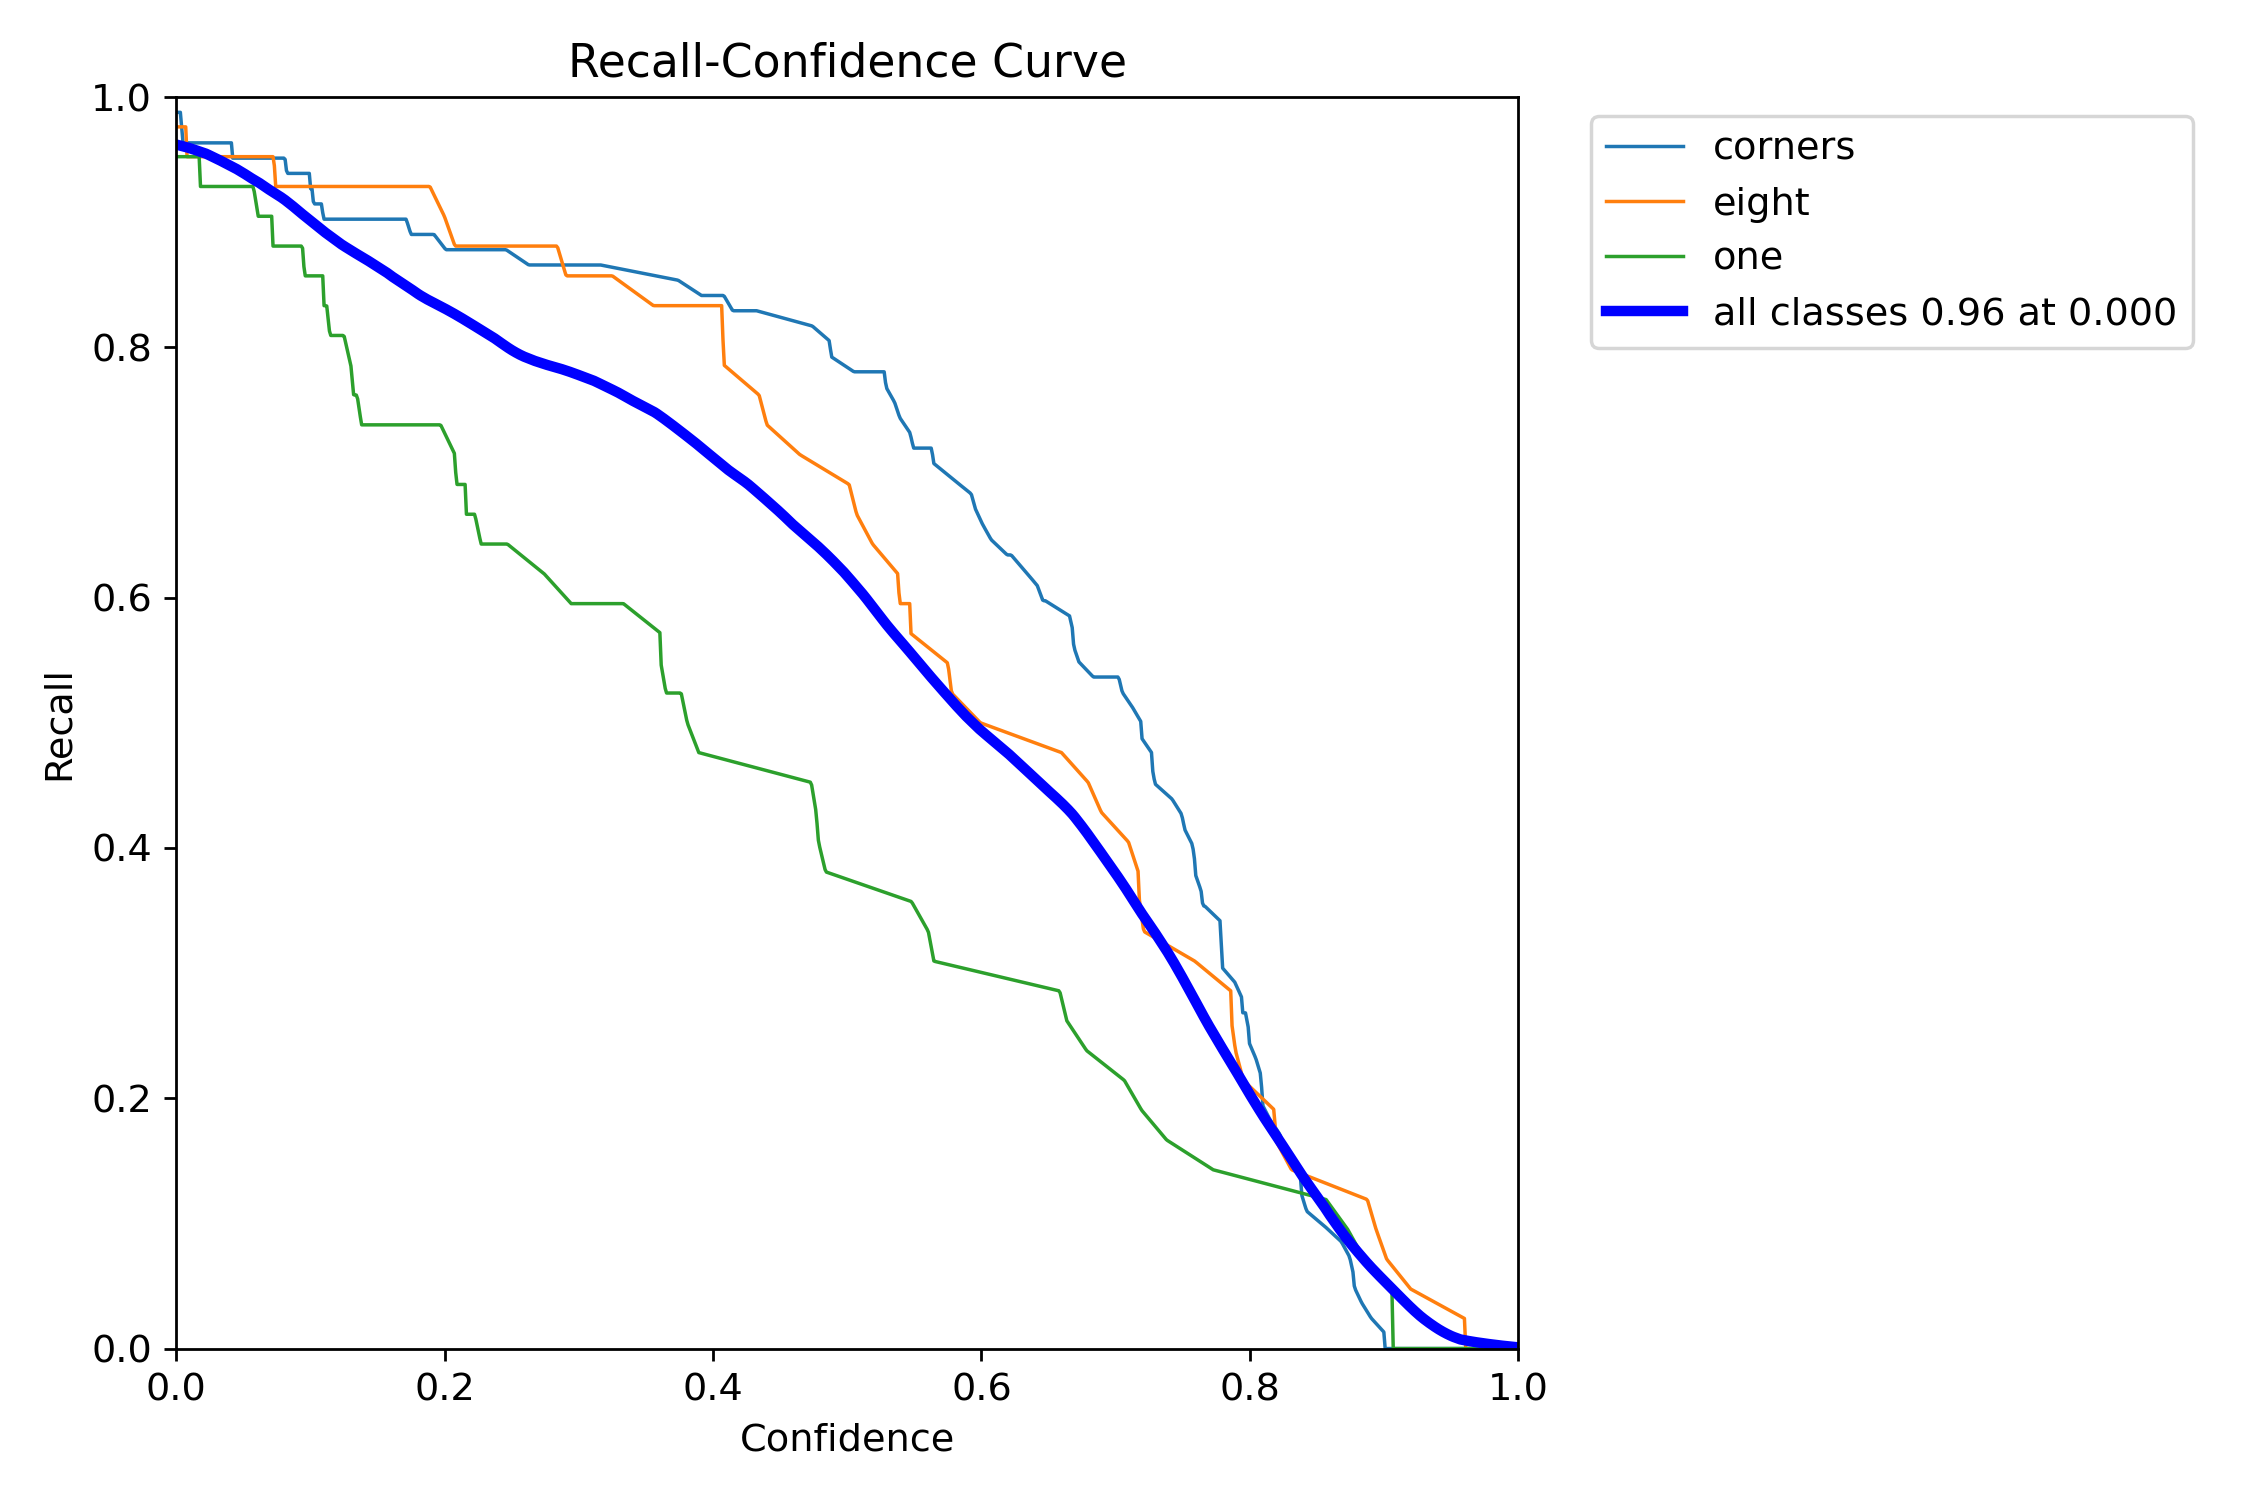 Recall-Confidence Curve
1.0
0.8
0.6
0.4
0.2
0.0
Recall
0.0 0.2 0.4 0.6 0.8 1.0
Confidence
corners
eight
one
all classes 0.96 at 0.000